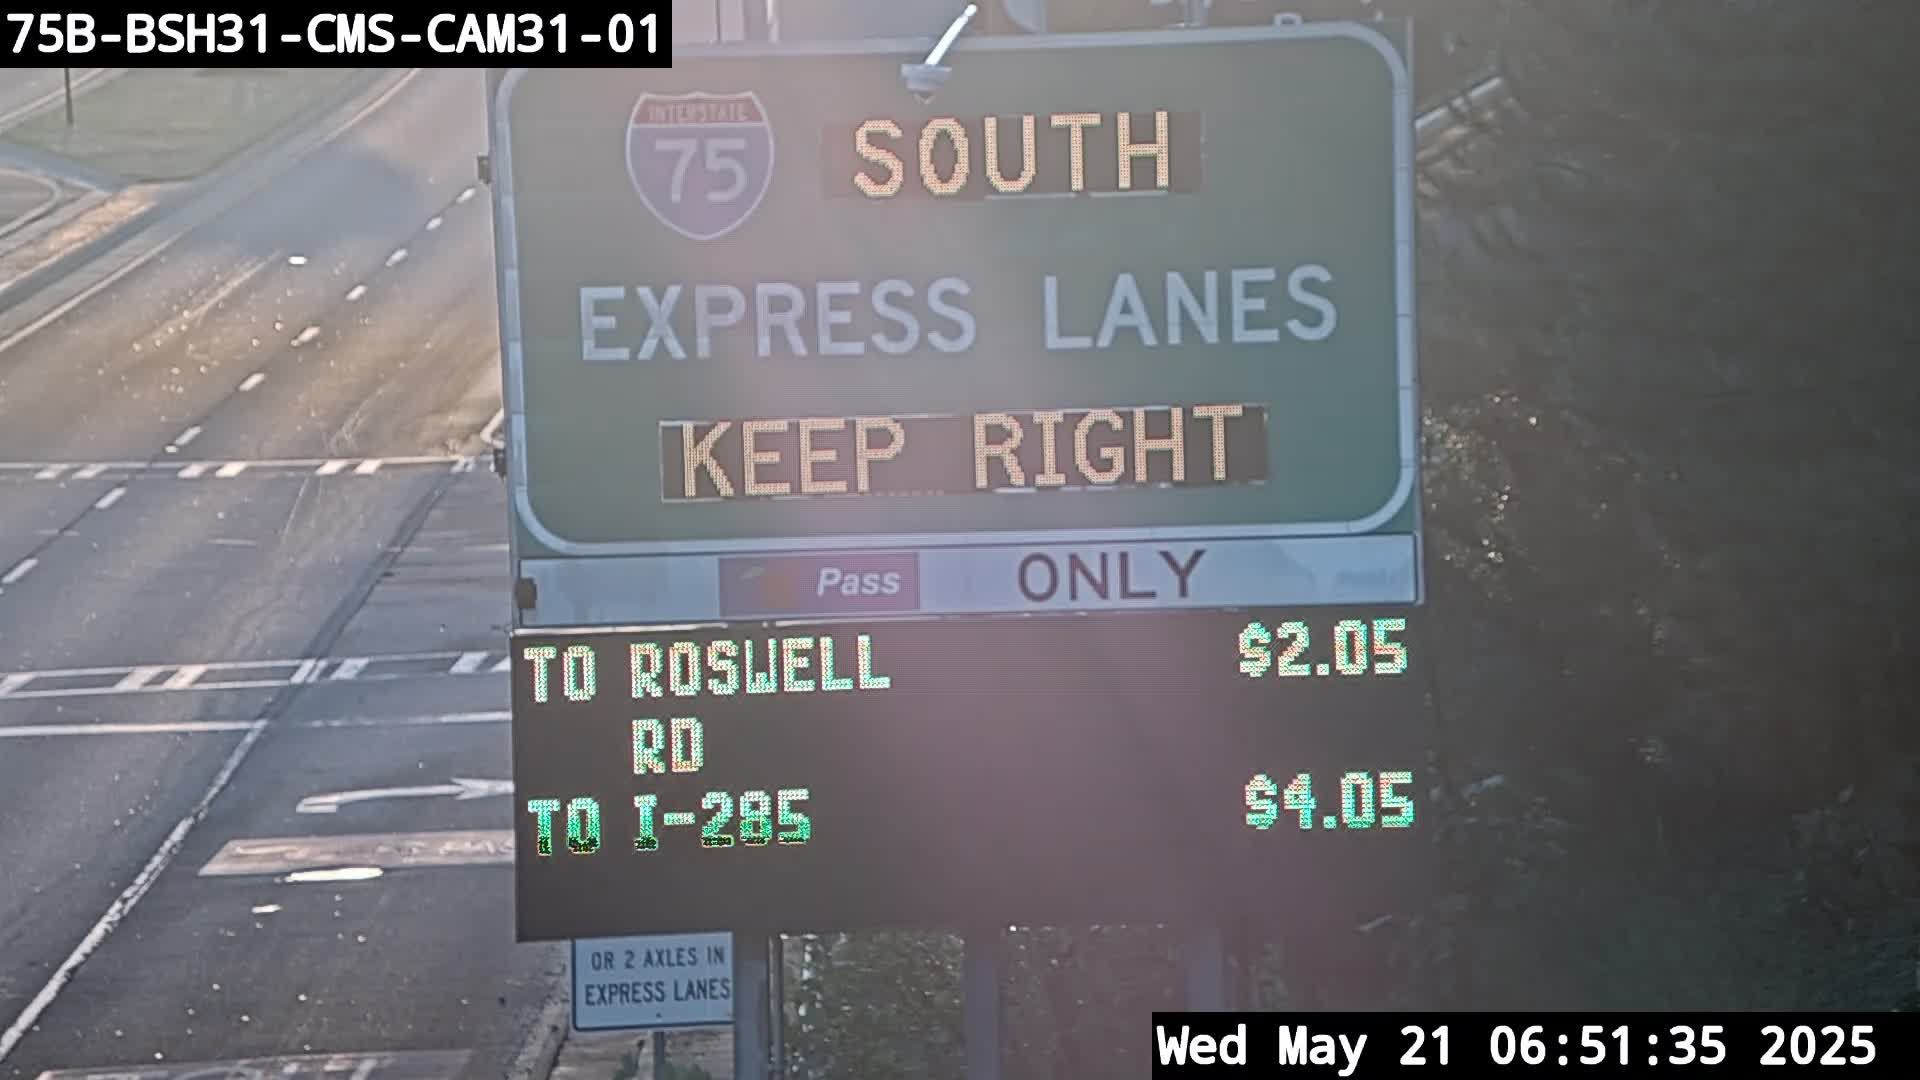 75B-BSH31-CMS-CAM31-01
INTERSTATE
75
SOUTH
EXPRESS LANES
KEEP RIGHT
Pass ONLY
TO ROSWELL $2.05
RD
TO I-285 $4.05
OR 2 AXLES IN
EXPRESS LANES
Wed May 21 06:51:35 2025